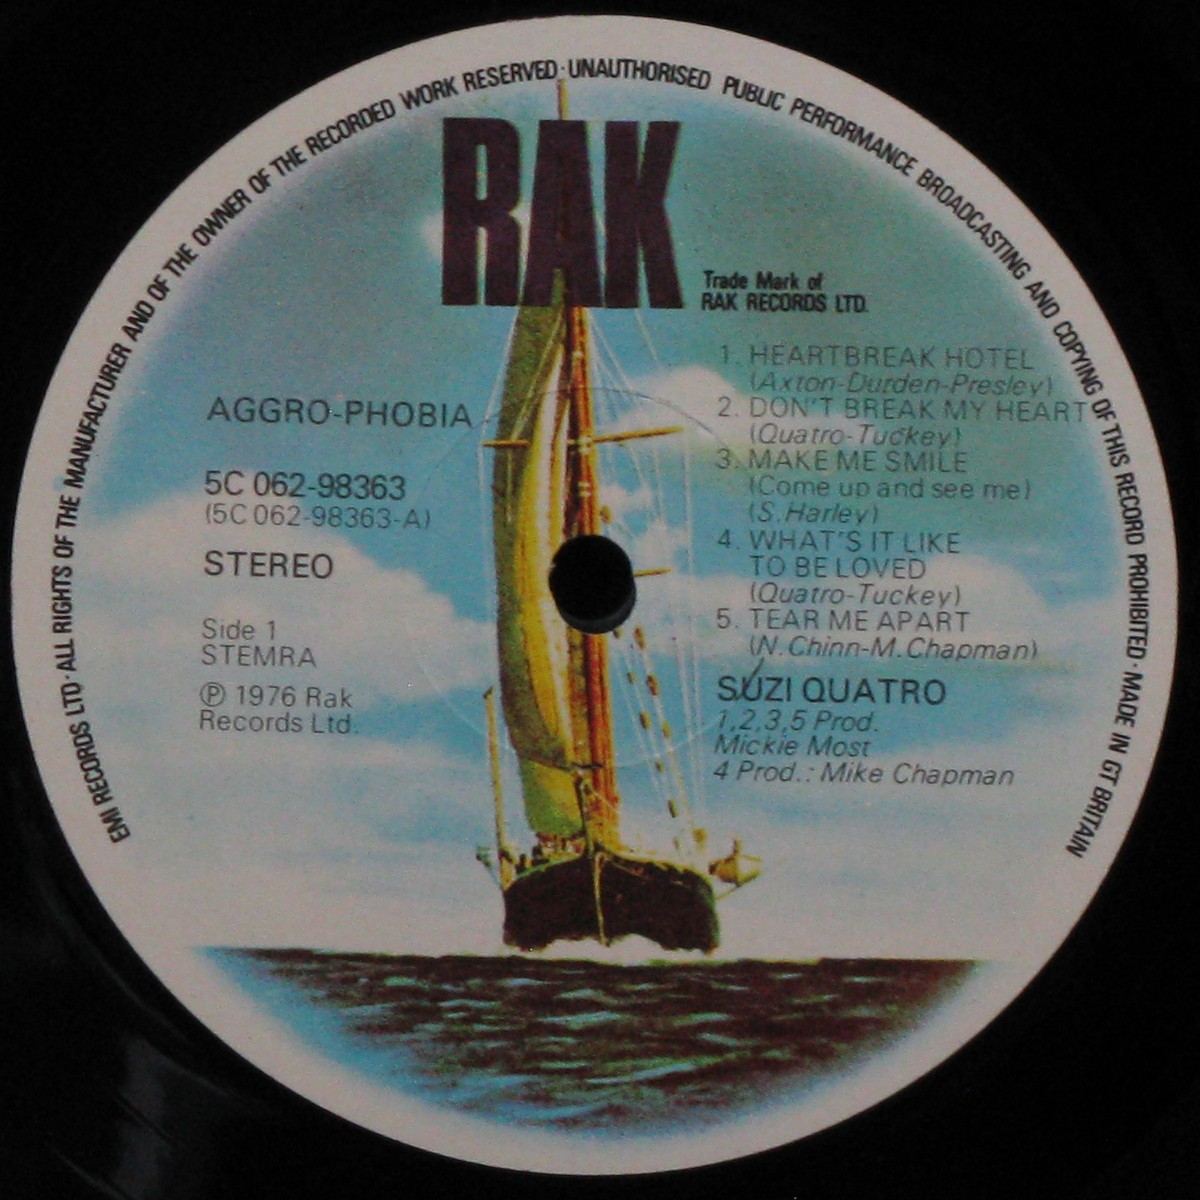 EMI RECORDS LTD · ALL RIGHTS OF THE MANUFACTURER AND OF THE OWNER OF THE RECORDED WORK RESERVED · UNAUTHORISED PUBLIC PERFORMANCE BROADCASTING AND COPYING OF THIS RECORD PROHIBITED · MADE IN GT BRITAIN
RAK
Trade Mark of
RAK RECORDS LTD.
AGGRO-PHOBIA
5C 062-98363
(5C 062-98363-A)
STEREO
Side 1
STEMRA
℗ 1976 Rak
Records Ltd.
1. HEARTBREAK HOTEL
(Axton-Durden-Presley)
2. DON'T BREAK MY HEART
(Quatro-Tuckey)
3. MAKE ME SMILE
(Come up and see me)
(S.Harley)
4. WHAT'S IT LIKE
TO BE LOVED
(Quatro-Tuckey)
5. TEAR ME APART
(N.Chinn-M.Chapman)
SUZI QUATRO
1,2,3,5 Prod.
Mickie Most
4 Prod.: Mike Chapman